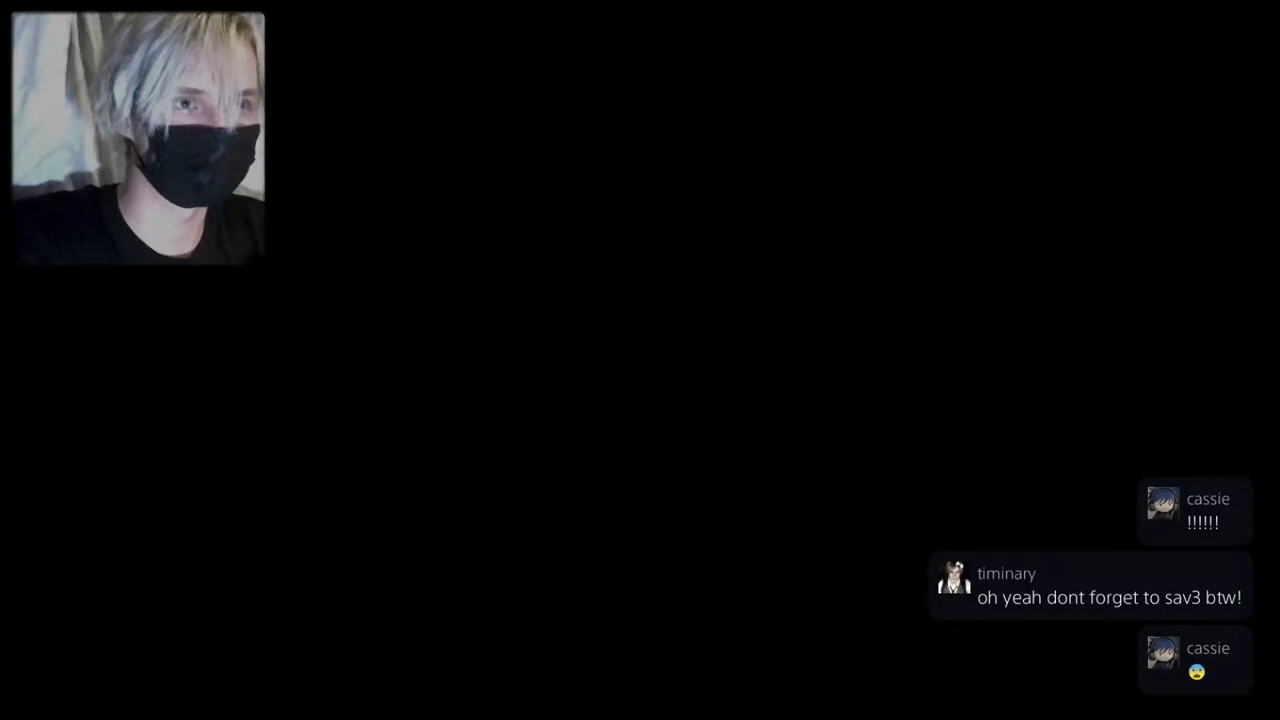 cassie
!!!!!!
timinary
oh yeah dont forget to sav3 btw!
cassie
😨